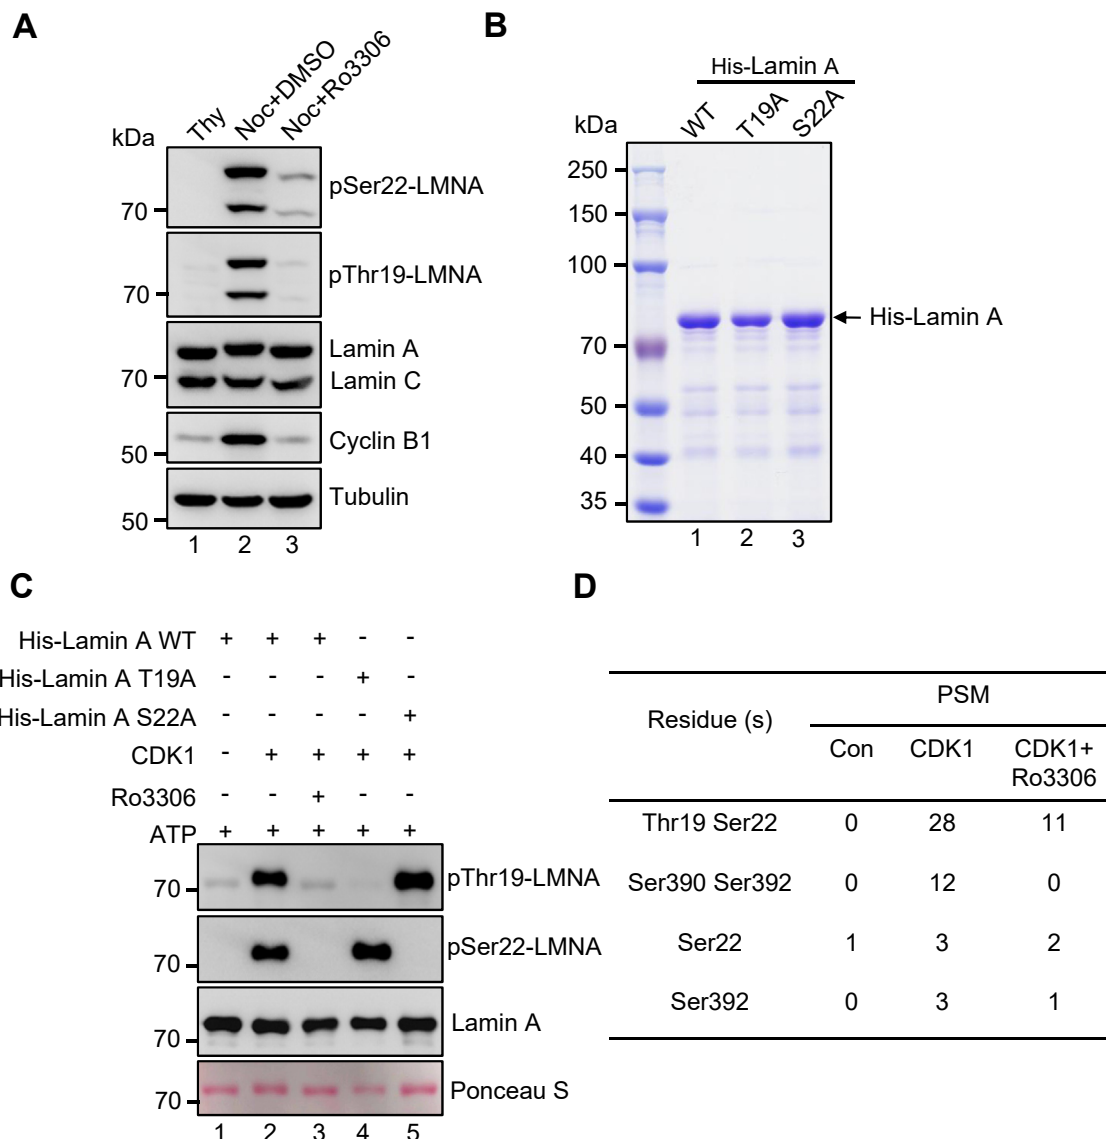 A
Thy
Noc+DMSO
Noc+Ro3306
kDa
pSer22-LMNA
70
pThr19-LMNA
70
Lamin A
70
Lamin C
Cyclin B1
50
Tubulin
50
1 2 3
B
His-Lamin A
kDa
WT
T19A
S22A
250
150
100
His-Lamin A
70
50
40
35
1 2 3
C
His-Lamin A WT + + + - -
His-Lamin A T19A - - - + -
His-Lamin A S22A - - - - +
CDK1 - + + + +
Ro3306 - - + - -
ATP + + + + +
70 pThr19-LMNA
70 pSer22-LMNA
70 Lamin A
70 Ponceau S
1 2 3 4 5
D
Residue (s)
PSM
Con CDK1 CDK1+
Ro3306
Thr19 Ser22 0 28 11
Ser390 Ser392 0 12 0
Ser22 1 3 2
Ser392 0 3 1